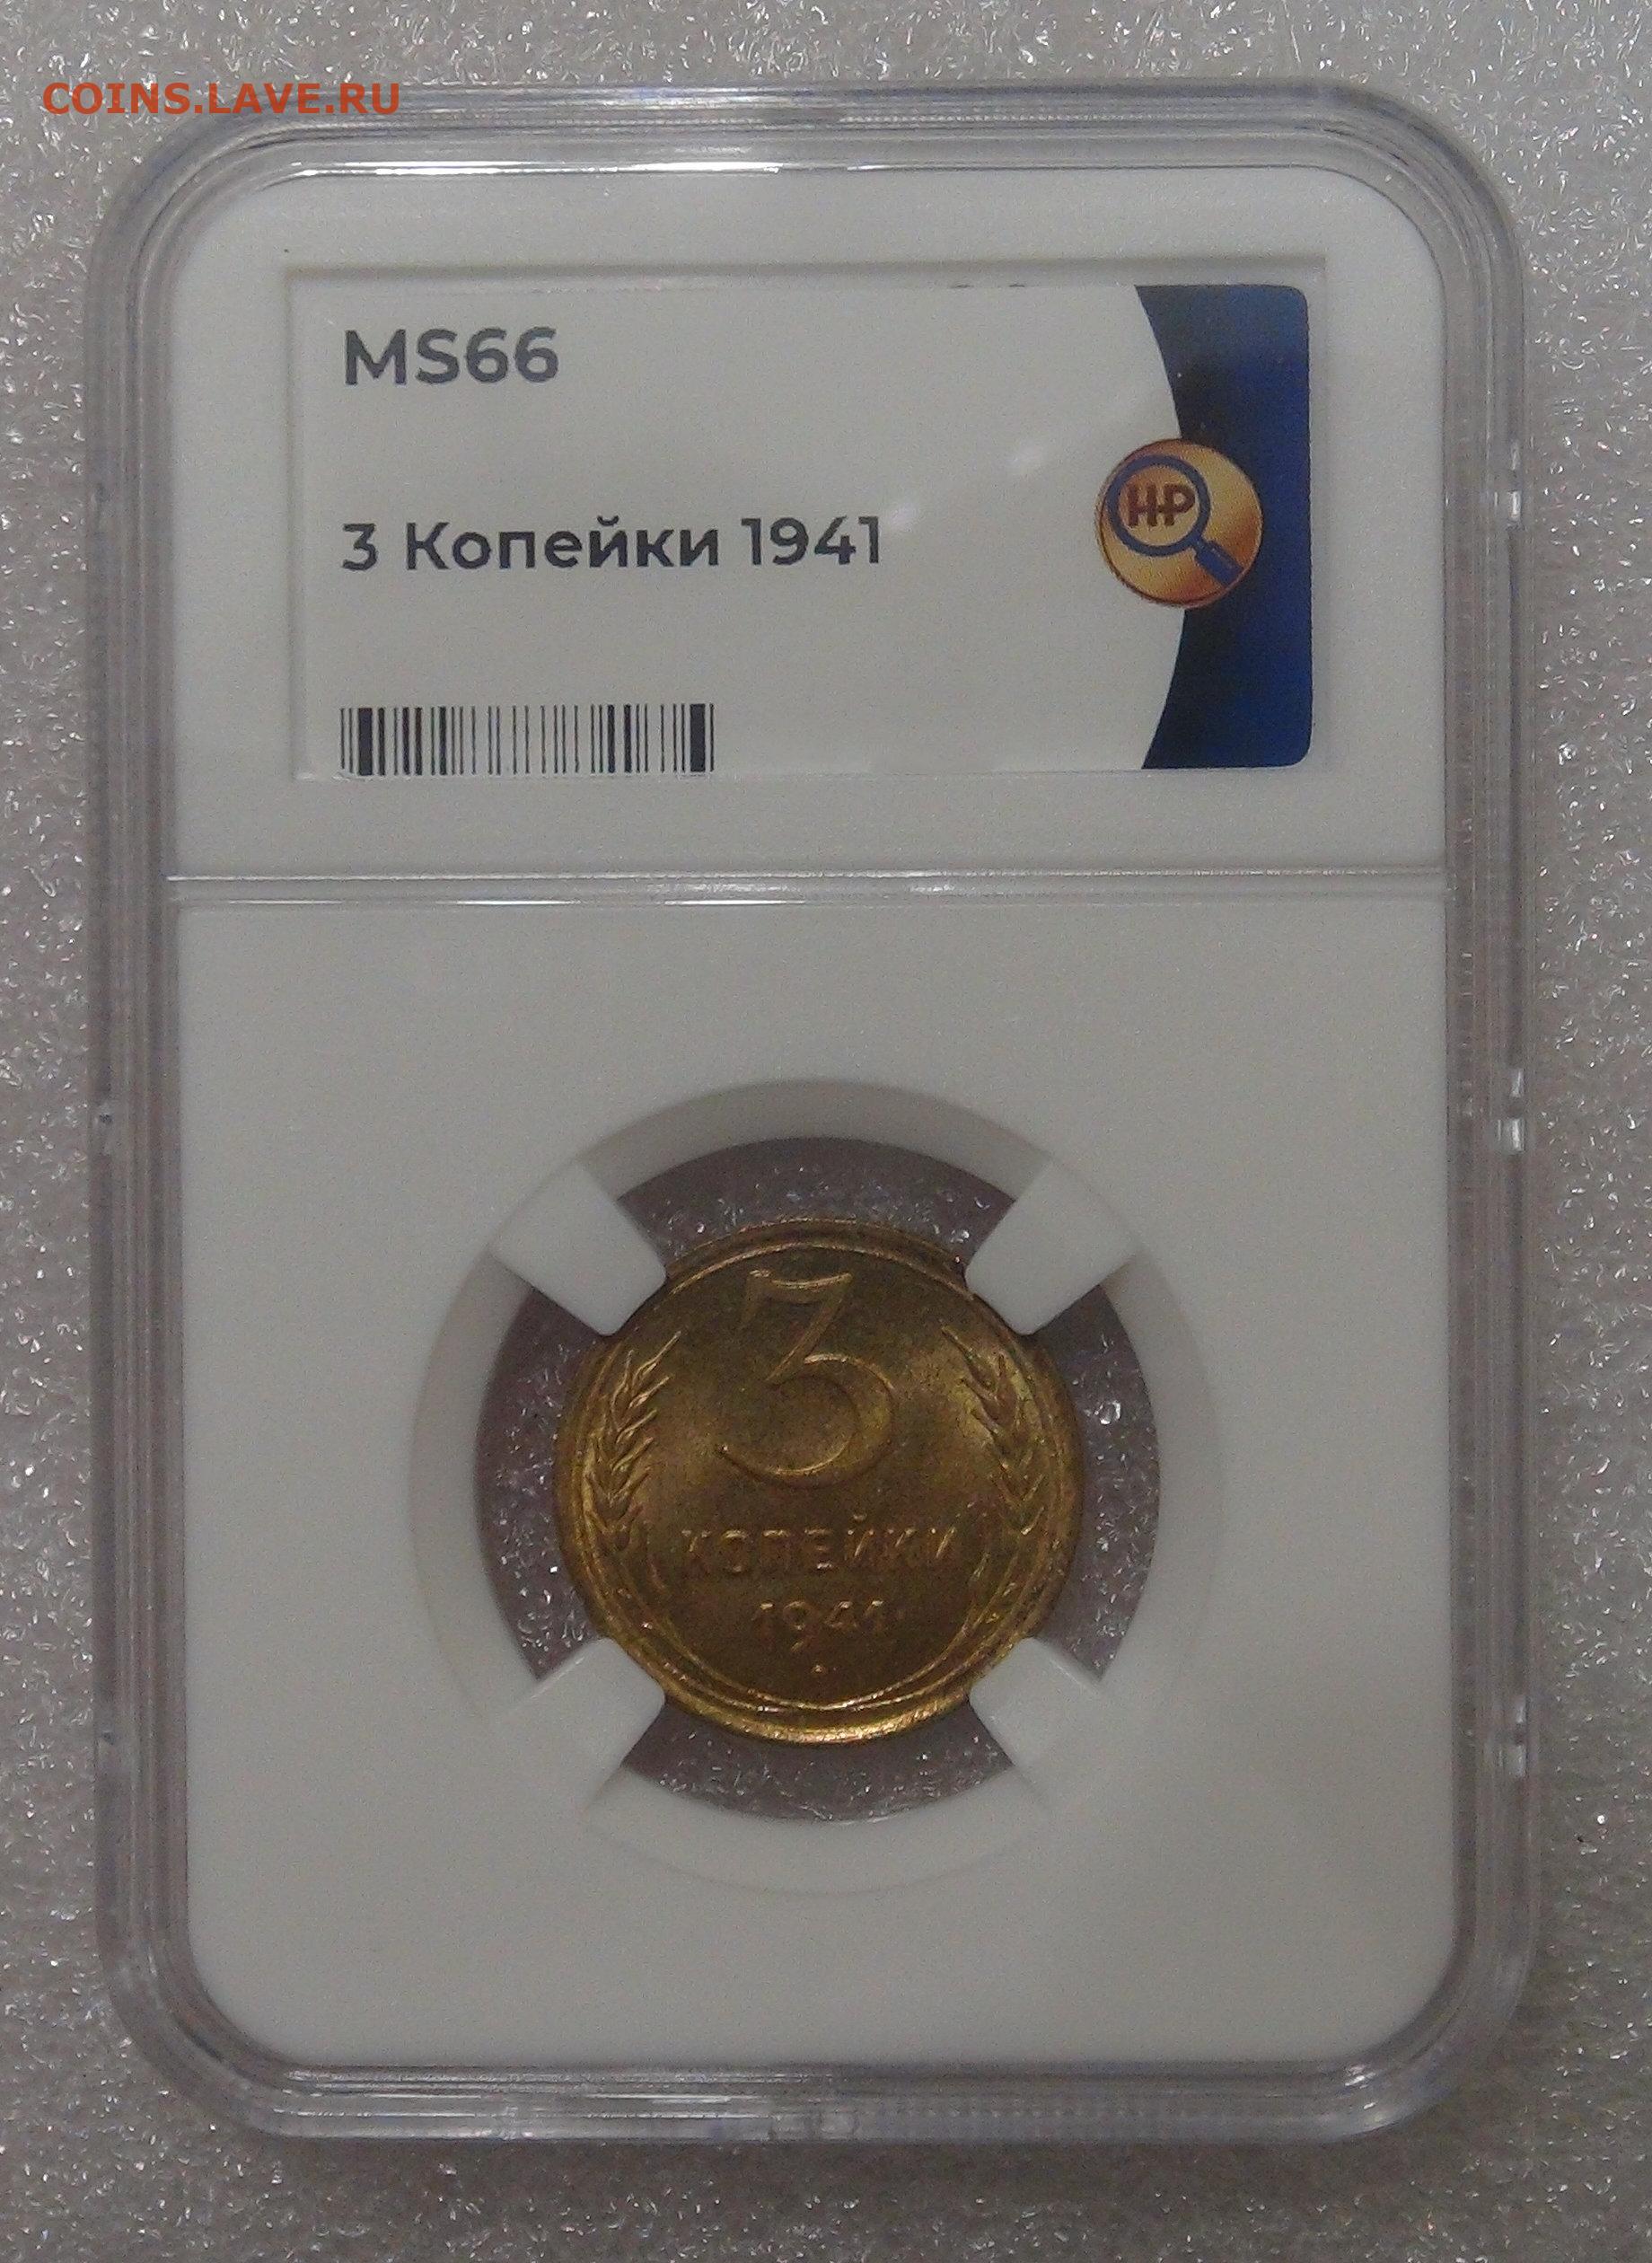 COINS.LAVE.RU
MS66
3 Копейки 1941
НР
3
КОПЕЙКИ
1941